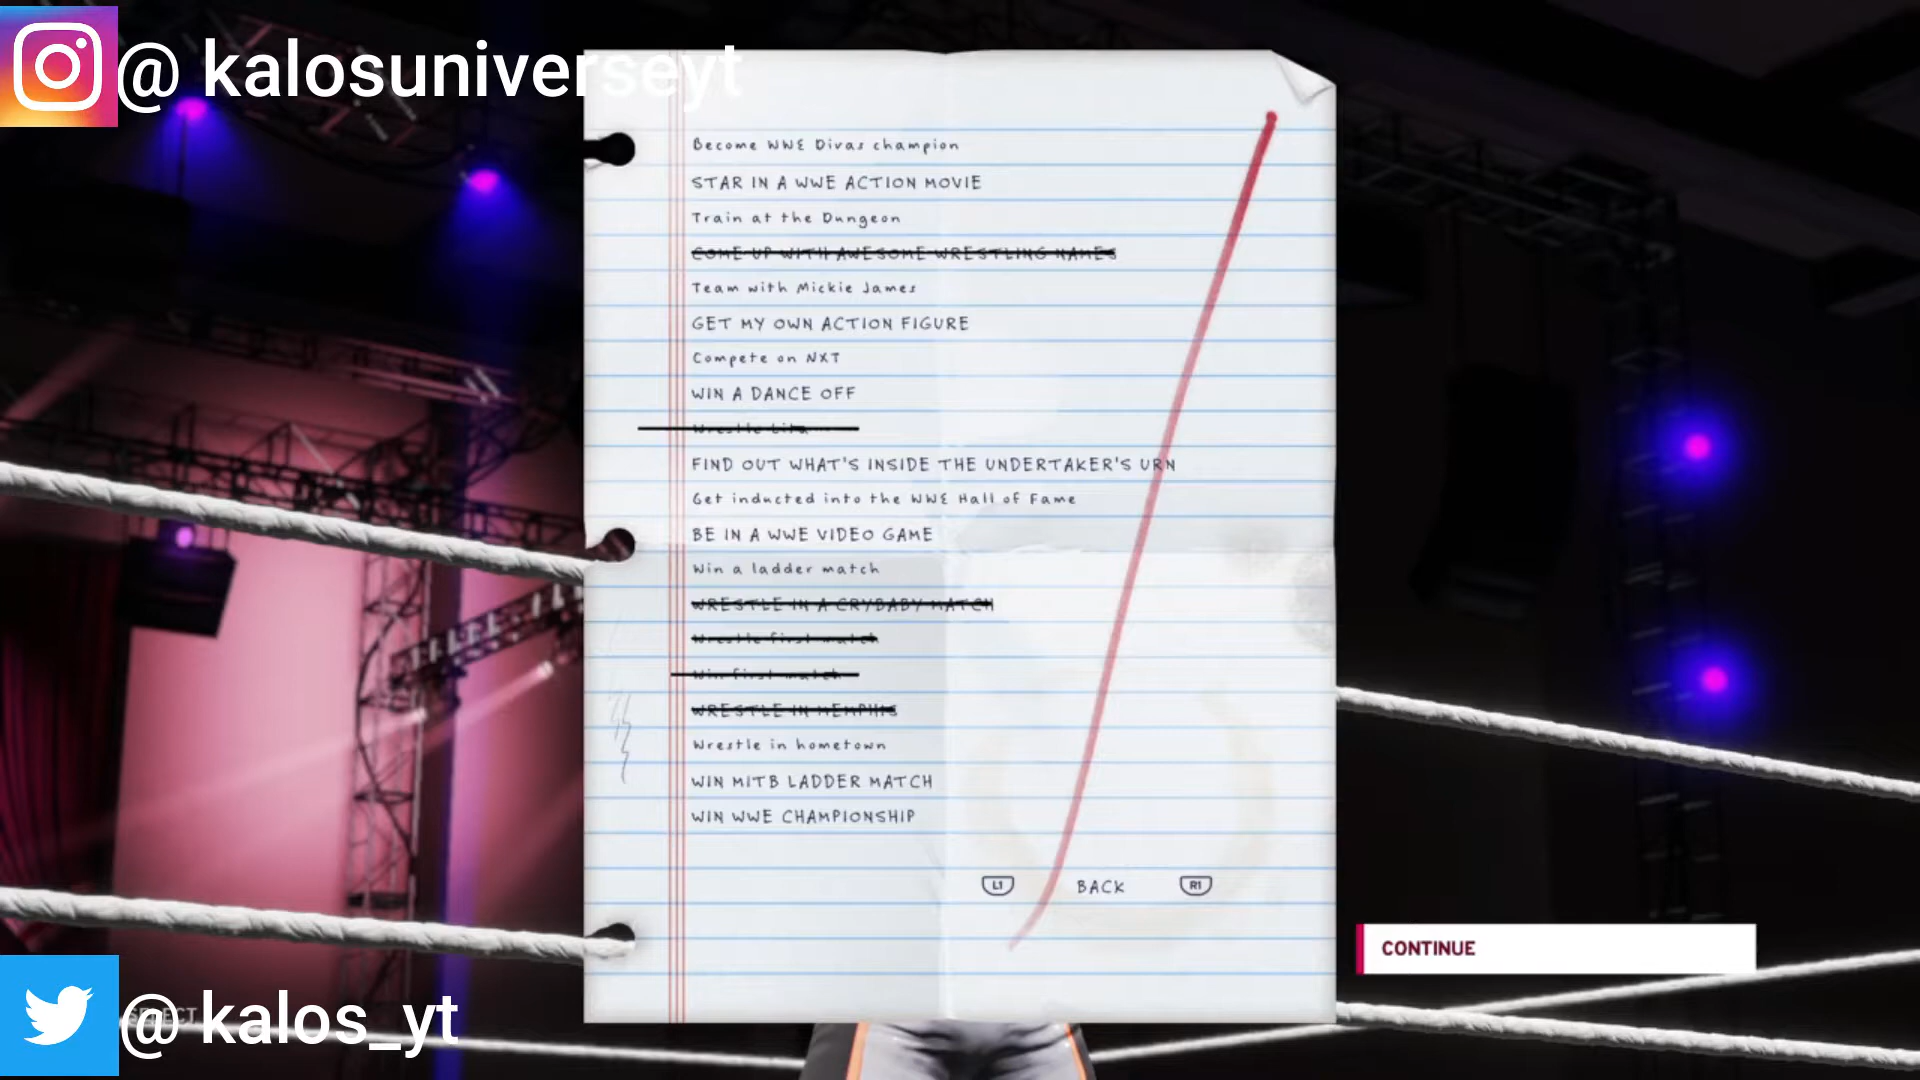 @ kalosuniverseyt
Become WWE Divas champion
STAR IN A WWE ACTION MOVIE
Train at the Dungeon
COME UP WITH AWESOME WRESTLING NAMES
Team with Mickie James
GET MY OWN ACTION FIGURE
Compete on NXT
WIN A DANCE OFF
Wrestle Lita
FIND OUT WHAT'S INSIDE THE UNDERTAKER'S URN
Get inducted into the WWE Hall of Fame
BE IN A WWE VIDEO GAME
Win a ladder match
WRESTLE IN A CRYBABY MATCH
Wrestle first match
Win first match
WRESTLE IN MEMPHIS
Wrestle in hometown
WIN MITB LADDER MATCH
WIN WWE CHAMPIONSHIP
L1 BACK R1
CONTINUE
SELECT
@ kalos_yt